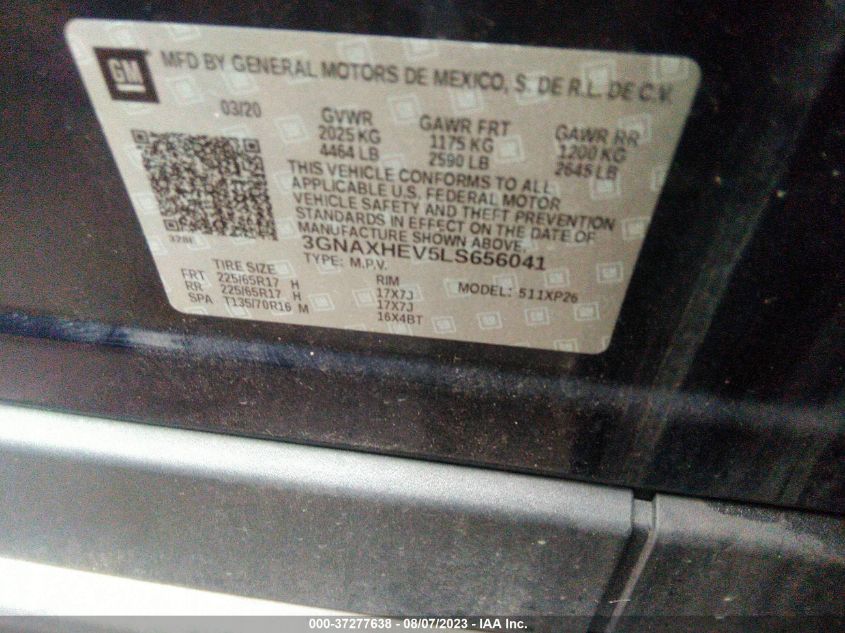 GM
MFD BY GENERAL MOTORS DE MEXICO, S. DE R.L. DE C.V.
03/20
GVWR
2025 KG
4464 LB
GAWR FRT
1175 KG
2590 LB
GAWR RR
1200 KG
2645 LB
THIS VEHICLE CONFORMS TO ALL
APPLICABLE U.S. FEDERAL MOTOR
VEHICLE SAFETY AND THEFT PREVENTION
STANDARDS IN EFFECT ON THE DATE OF
MANUFACTURE SHOWN ABOVE.
3GNAXHEV5LS656041
TYPE: M.P.V.
MODEL: 511XP26
TIRE SIZE
RIM
FRT 225/65R17 H 17X7J
RR 225/65R17 H 17X7J
SPA T135/70R16 M 16X4BT
000-37277638 - 08/07/2023 - IAA Inc.